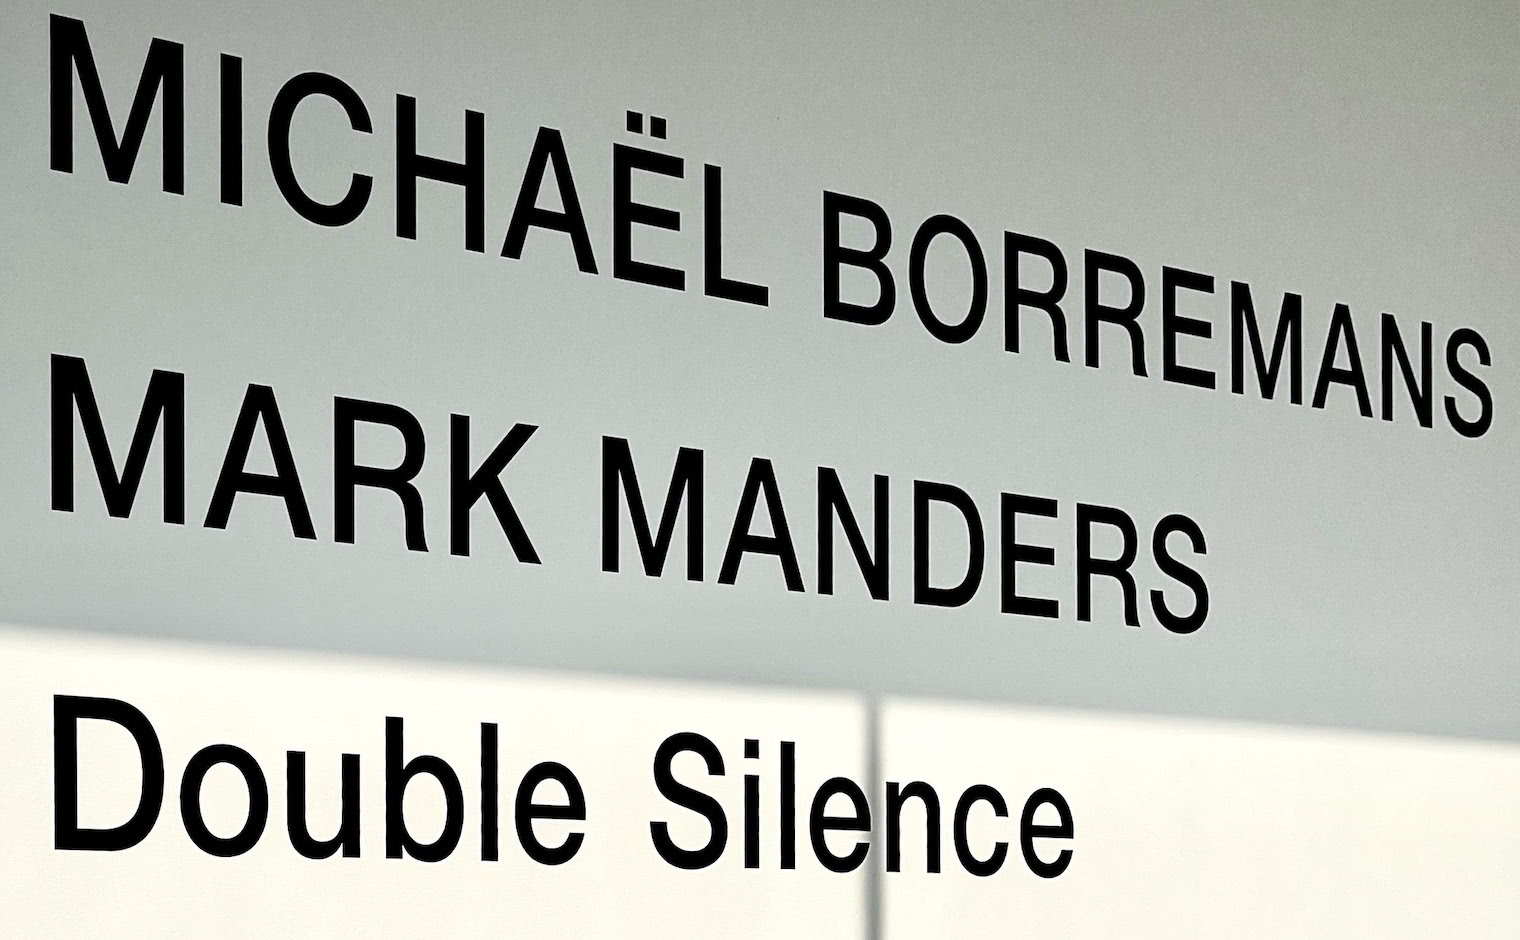 MICHAËL BORREMANS
MARK MANDERS
Double Silence